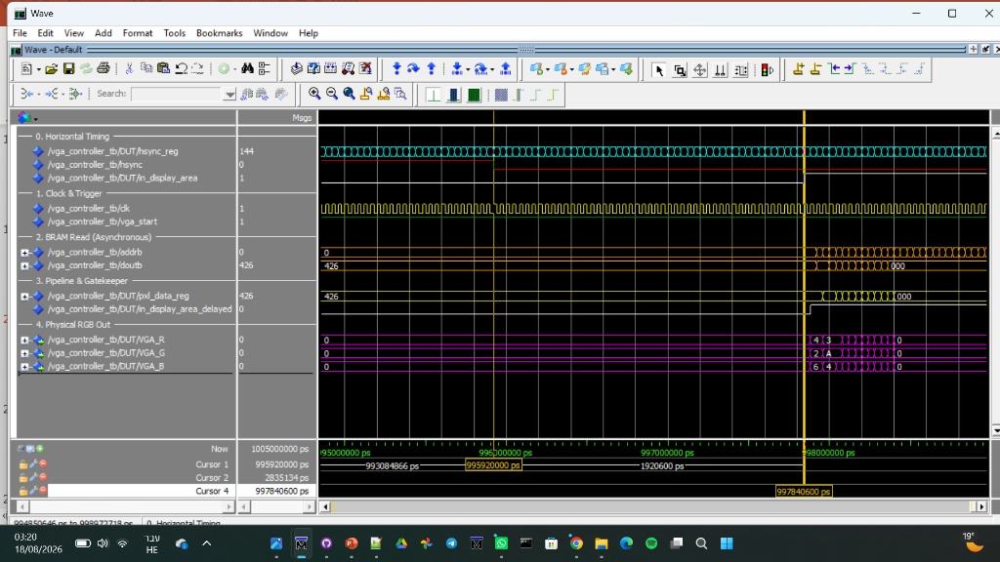 Wave
File Edit View Add Format Tools Bookmarks Window Help
Wave - Default
Search:
Msgs
0. Horizontal Timing
/vga_controller_tb/DUT/hsync_reg 144
/vga_controller_tb/hsync 0
/vga_controller_tb/DUT/in_display_area 1
1. Clock & Trigger
/vga_controller_tb/clk 1
/vga_controller_tb/vga_start 1
2. BRAM Read (Asynchronous)
/vga_controller_tb/addrb 0 0
/vga_controller_tb/doutb 426 426 000
3. Pipeline & Gatekeeper
/vga_controller_tb/DUT/pxl_data_reg 426 426 000
/vga_controller_tb/DUT/in_display_area_delayed 0
4. Physical RGB Out
/vga_controller_tb/DUT/VGA_R 0 0 4 3 0
/vga_controller_tb/DUT/VGA_G 0 0 2 A 0
/vga_controller_tb/DUT/VGA_B 0 0 6 4 0
Now 1005000000 ps 995000000 ps 996000000 ps 997000000 ps 998000000 ps
Cursor 1 995920000 ps 993084866 ps 995920000 ps 1920600 ps
Cursor 2 2835134 ps
Cursor 4 997840600 ps 997840600 ps
994850646 ps to 998972718 ps 0. Horizontal Timing
03:20
18/08/2026
עבר
HE
19°